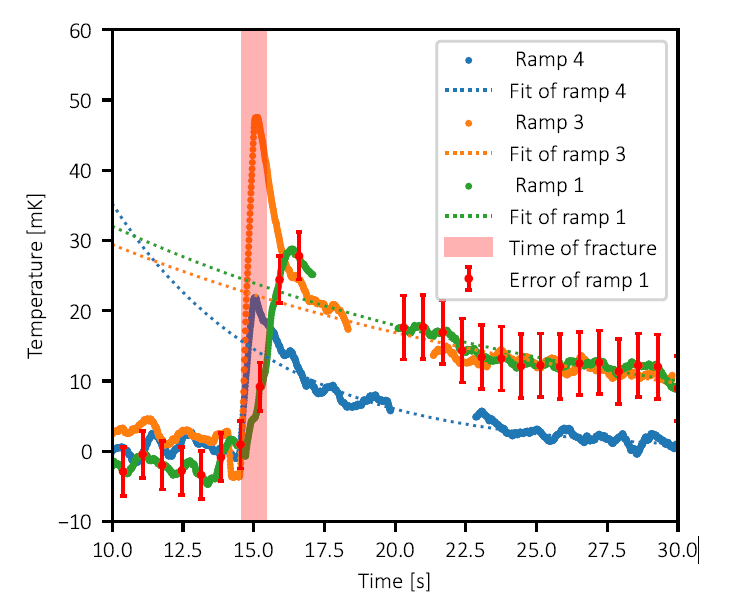 60
50
40
30
20
10
0
−10
Temperature [mK]
Ramp 4
Fit of ramp 4
Ramp 3
Fit of ramp 3
Ramp 1
Fit of ramp 1
Time of fracture
Error of ramp 1
10.0 12.5 15.0 17.5 20.0 22.5 25.0 27.5 30.0
Time [s]